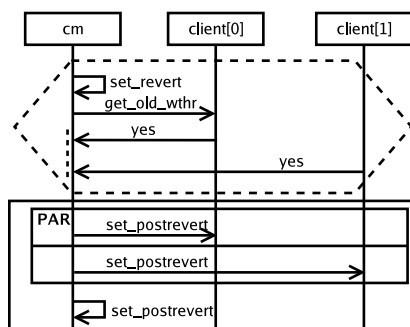 cm client[0] client[1]
set_revert
get_old_wthr
yes
yes
PAR
set_postrevert
set_postrevert
set_postrevert